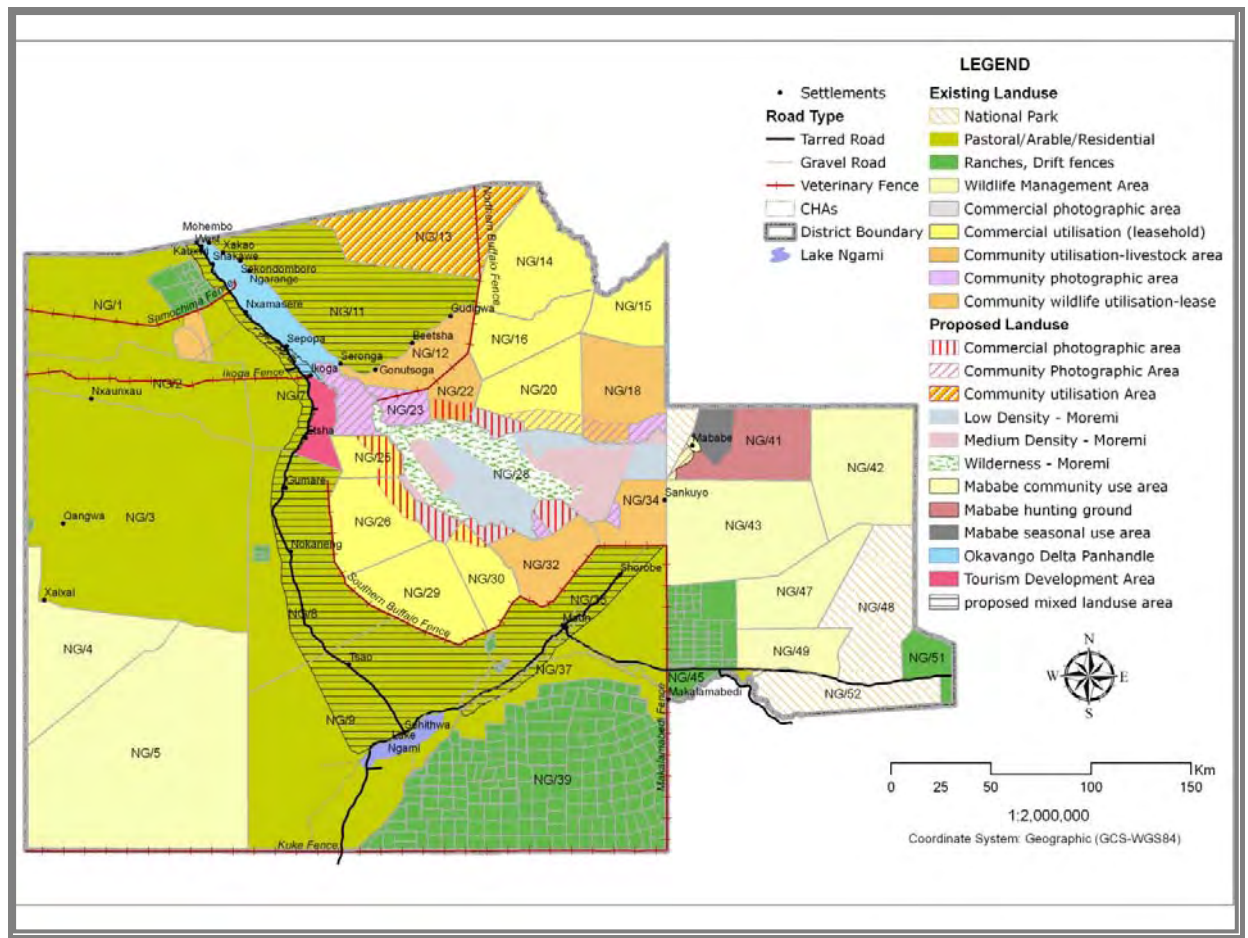 LEGEND
Settlements
Road Type
Tarred Road
Gravel Road
Veterinary Fence
CHAs
District Boundary
Lake Ngami
Existing Landuse
National Park
Pastoral/Arable/Residential
Ranches, Drift fences
Wildlife Management Area
Commercial photographic area
Commercial utilisation (leasehold)
Community utilisation-livestock area
Community photographic area
Community wildlife utilisation-lease
Proposed Landuse
Commercial photographic area
Community Photographic Area
Community utilisation Area
Low Density - Moremi
Medium Density - Moremi
Wilderness - Moremi
Mababe community use area
Mababe hunting ground
Mababe seasonal use area
Okavango Delta Panhandle
Tourism Development Area
proposed mixed landuse area
N
W
E
S
0 25 50 100 150 Km
1:2,000,000
Coordinate System: Geographic (GCS-WGS84)
Mohembo
West
Xakao
Shakawe
Sekondomboro
Ngarange
NG/13
Northern Buffalo Fence
NG/14
NG/15
NG/1
Samochima Fence
Nxamasere
NG/11
Gudigwa
Sepopa
Beetsha
NG/12
NG/16
Seronga
Gonutsoga
Ikoga
Ikoga Fence
NG/2
Nxaunxau
NG/7
NG/22
NG/20
NG/18
NG/23
Etsha
Mababe
NG/41
NG/42
NG/25
NG/28
Gumare
NG/34
Sankuyo
Qangwa
NG/3
NG/26
NG/43
Nokaneng
NG/32
Shorobe
NG/30
NG/29
Xaixai
NG/8
Southern Buffalo Fence
NG/35
NG/47
NG/48
Maun
NG/4
Tsao
NG/37
NG/49
NG/51
NG/45
Makalamabedi
NG/52
NG/9
Sehithwa
Lake
Ngami
NG/5
NG/39
Makalamabedi Fence
Kuke Fence